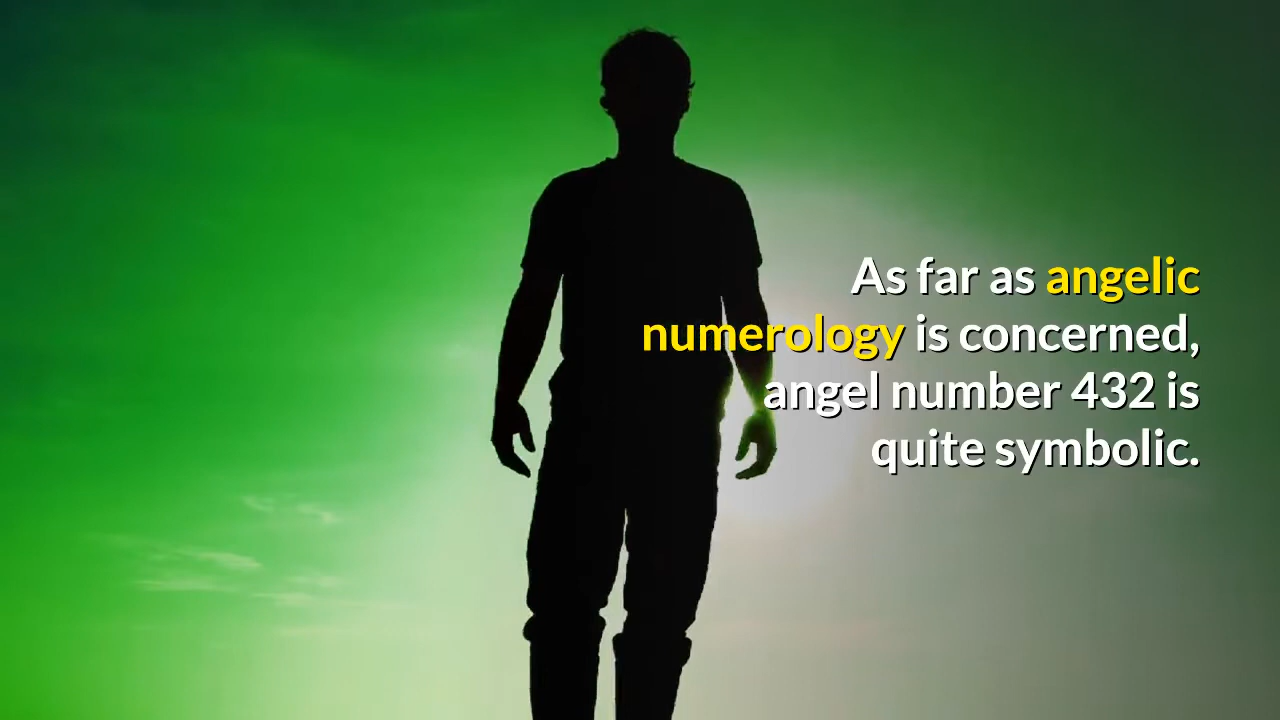 As far as angelic
numerology is concerned,
angel number 432 is
quite symbolic.